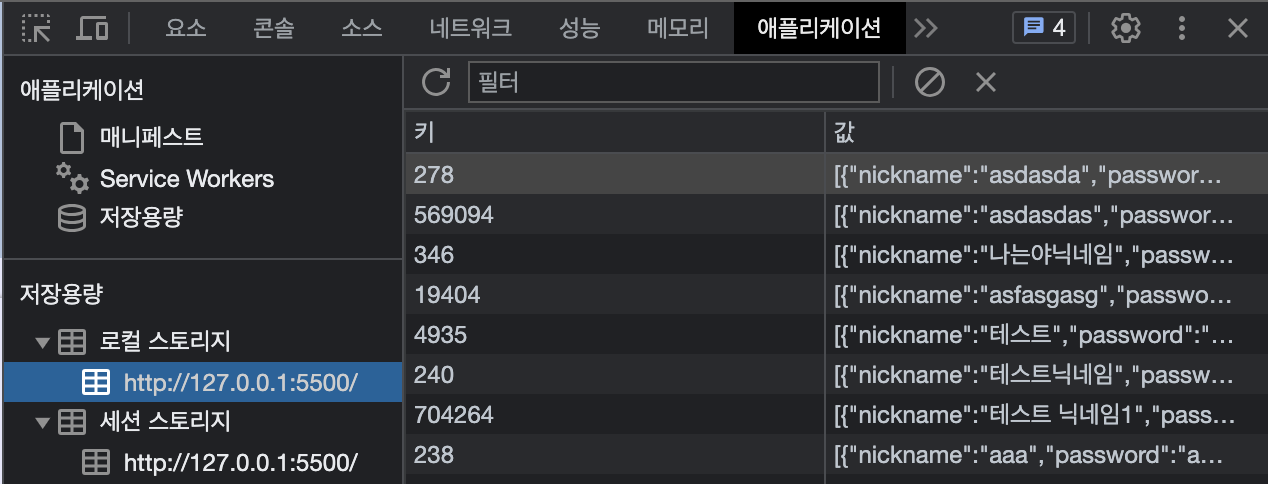 요소 콘솔 소스 네트워크 성능 메모리 애플리케이션 4
애플리케이션
매니페스트
Service Workers
저장용량
저장용량
로컬 스토리지
http://127.0.0.1:5500/
세션 스토리지
http://127.0.0.1:5500/
필터
키 값
278 [{"nickname":"asdasda","passwor…
569094 [{"nickname":"asdasdas","passwor…
346 [{"nickname":"나는야닉네임","passw…
19404 [{"nickname":"asfasgasg","passwo…
4935 [{"nickname":"테스트","password":"…
240 [{"nickname":"테스트닉네임","passw…
704264 [{"nickname":"테스트 닉네임1","pass…
238 [{"nickname":"aaa","password":"a…